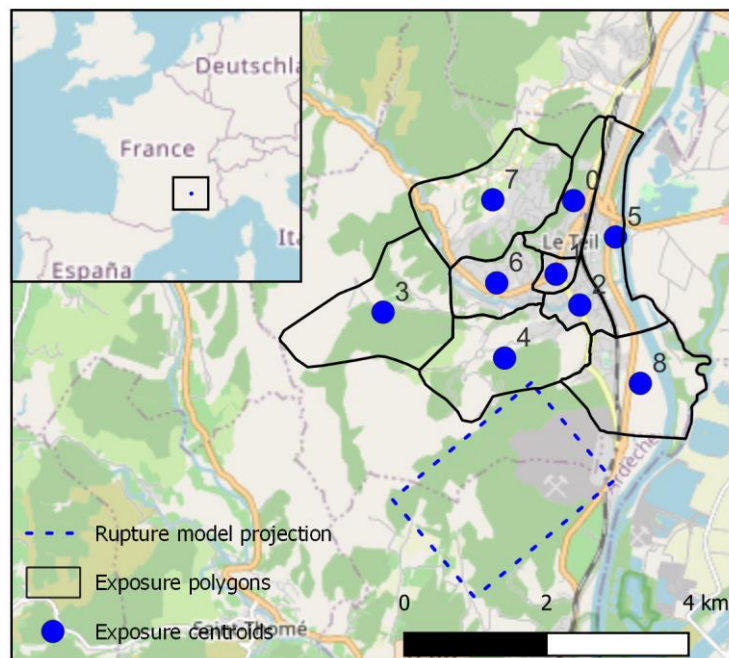 Deutschla
France
Ita
España
7
0
5
Le Teil
1
6
2
3
4
8
Ardèche
Rupture model projection
Exposure polygons
Exposure centroids
Saint-Thomé
0 2 4 km